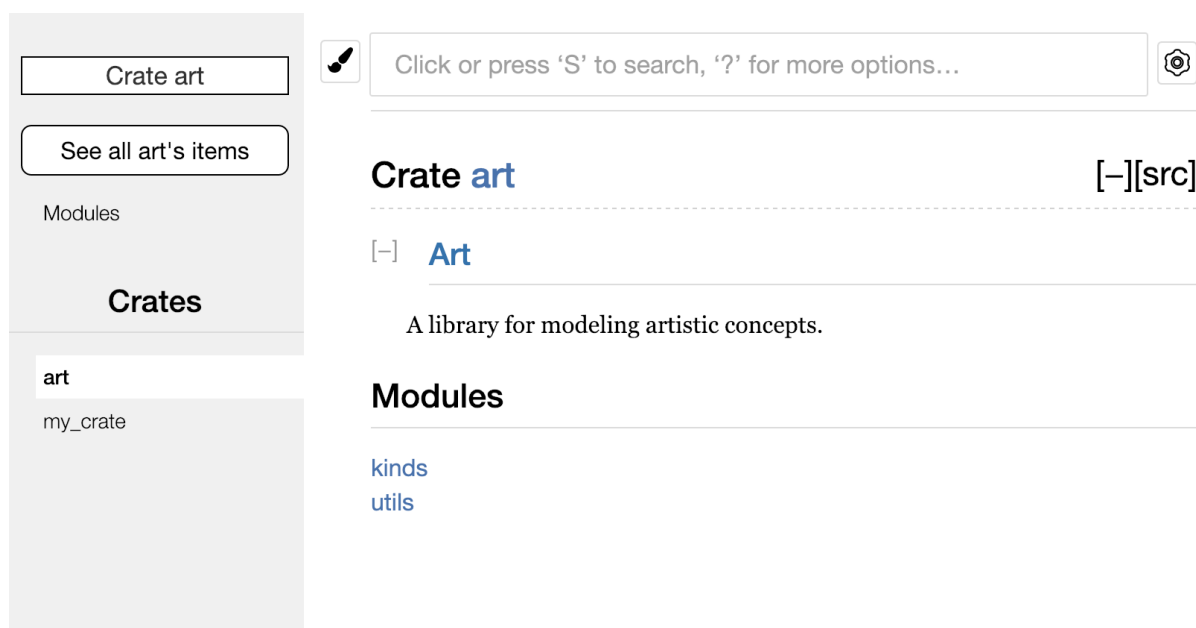 Crate art
See all art's items
Modules
Crates
art
my_crate
Click or press ‘S’ to search, ‘?’ for more options…
Crate art [−][src]
[−] Art
A library for modeling artistic concepts.
Modules
kinds
utils